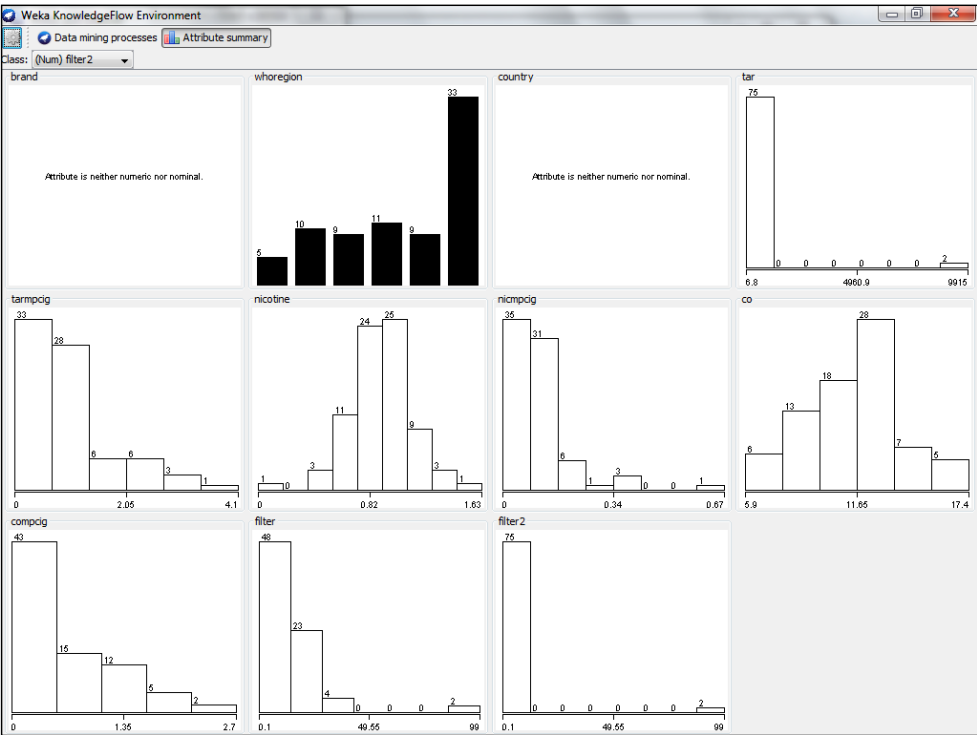 Weka KnowledgeFlow Environment
Data mining processes Attribute summary
Class: (Num) filter2
brand
Attribute is neither numeric nor nominal.
whoregion
5 10 9 11 9 33
country
Attribute is neither numeric nor nominal.
tar
75 0 0 0 0 0 0 2
6.8 4960.9 9915
tarmpcig
33 28 6 6 3 1
0 2.05 4.1
nicotine
1 0 3 11 24 25 9 3 1
0 0.82 1.63
nicmpcig
35 31 6 1 3 0 0 1
0 0.34 0.67
co
6 13 18 28 7 5
5.9 11.65 17.4
compcig
43 15 12 5 2
0 1.35 2.7
filter
48 23 4 0 0 0 2
0.1 49.55 99
filter2
75 0 0 0 0 0 2
0.1 49.55 99